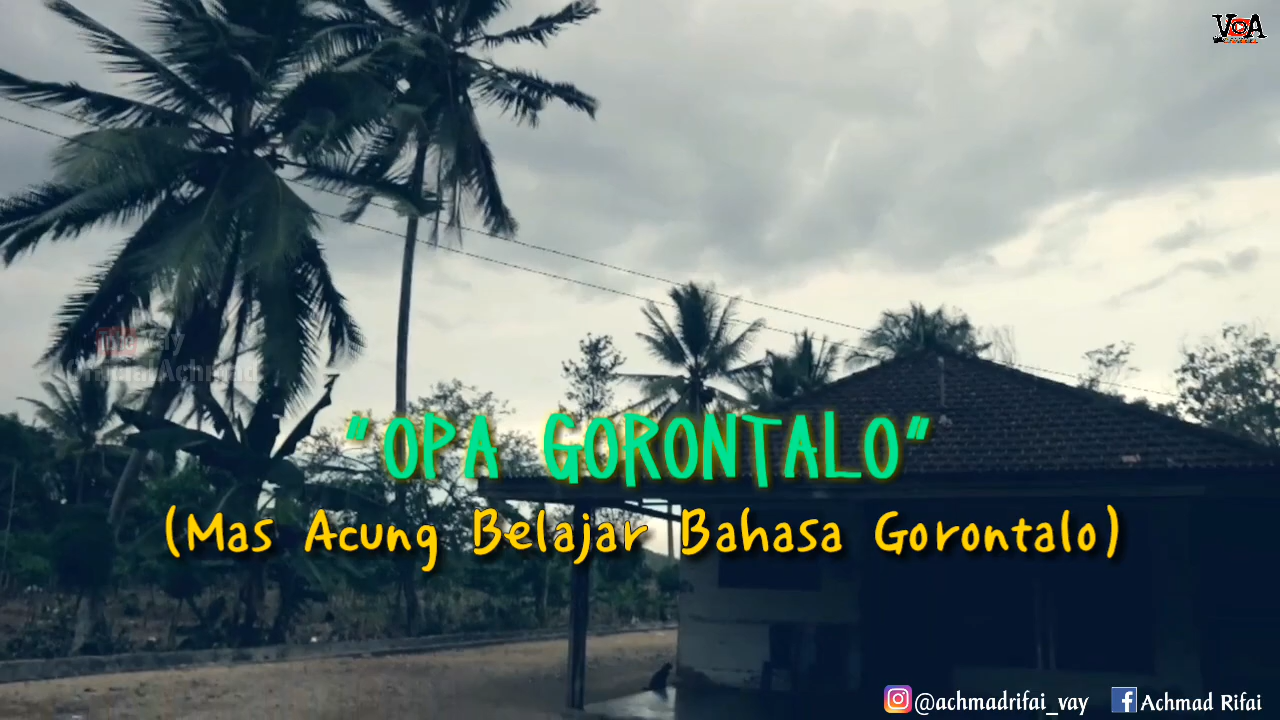 VOA
"OPA GORONTALO"
(Mas Acung Belajar Bahasa Gorontalo)
@achmadrifai_vay
Achmad Rifai